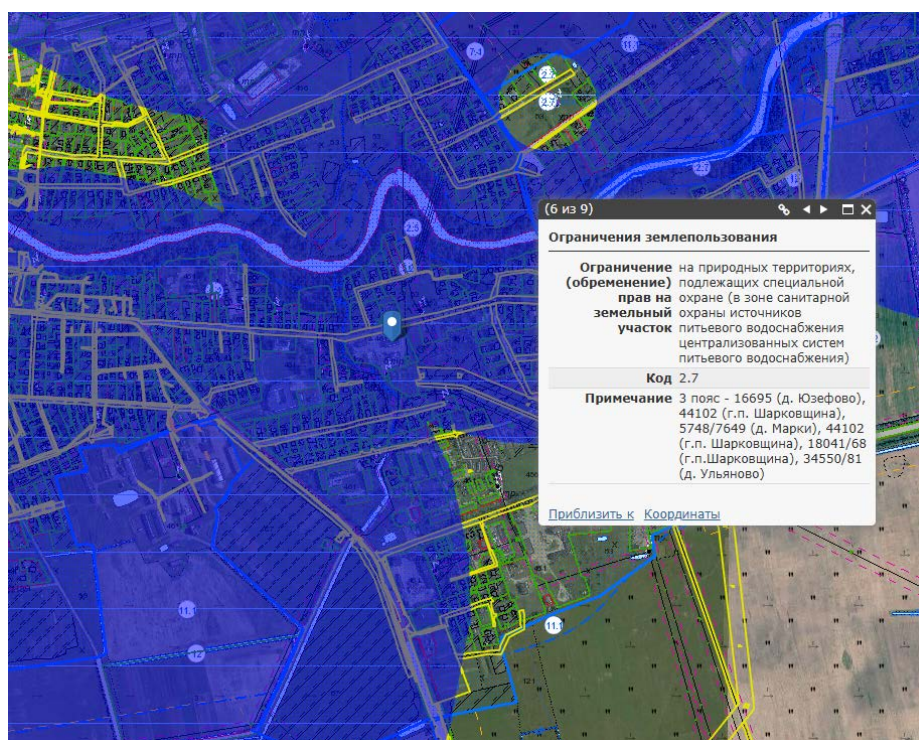 (6 из 9)
Ограничения землепользования
Ограничение на природных территориях,
(обременение) подлежащих специальной
прав на охране (в зоне санитарной
земельный охраны источников
участок питьевого водоснабжения
централизованных систем
питьевого водоснабжения)
Код 2.7
Примечание 3 пояс - 16695 (д. Юзефово),
44102 (г.п. Шарковщина),
5748/7649 (д. Марки), 44102
(г.п. Шарковщина), 18041/68
(г.п.Шарковщина), 34550/81
(д. Ульяново)
Приблизить к Координаты
7.1
11.1
2.7
2.5
11.1
11.1
12